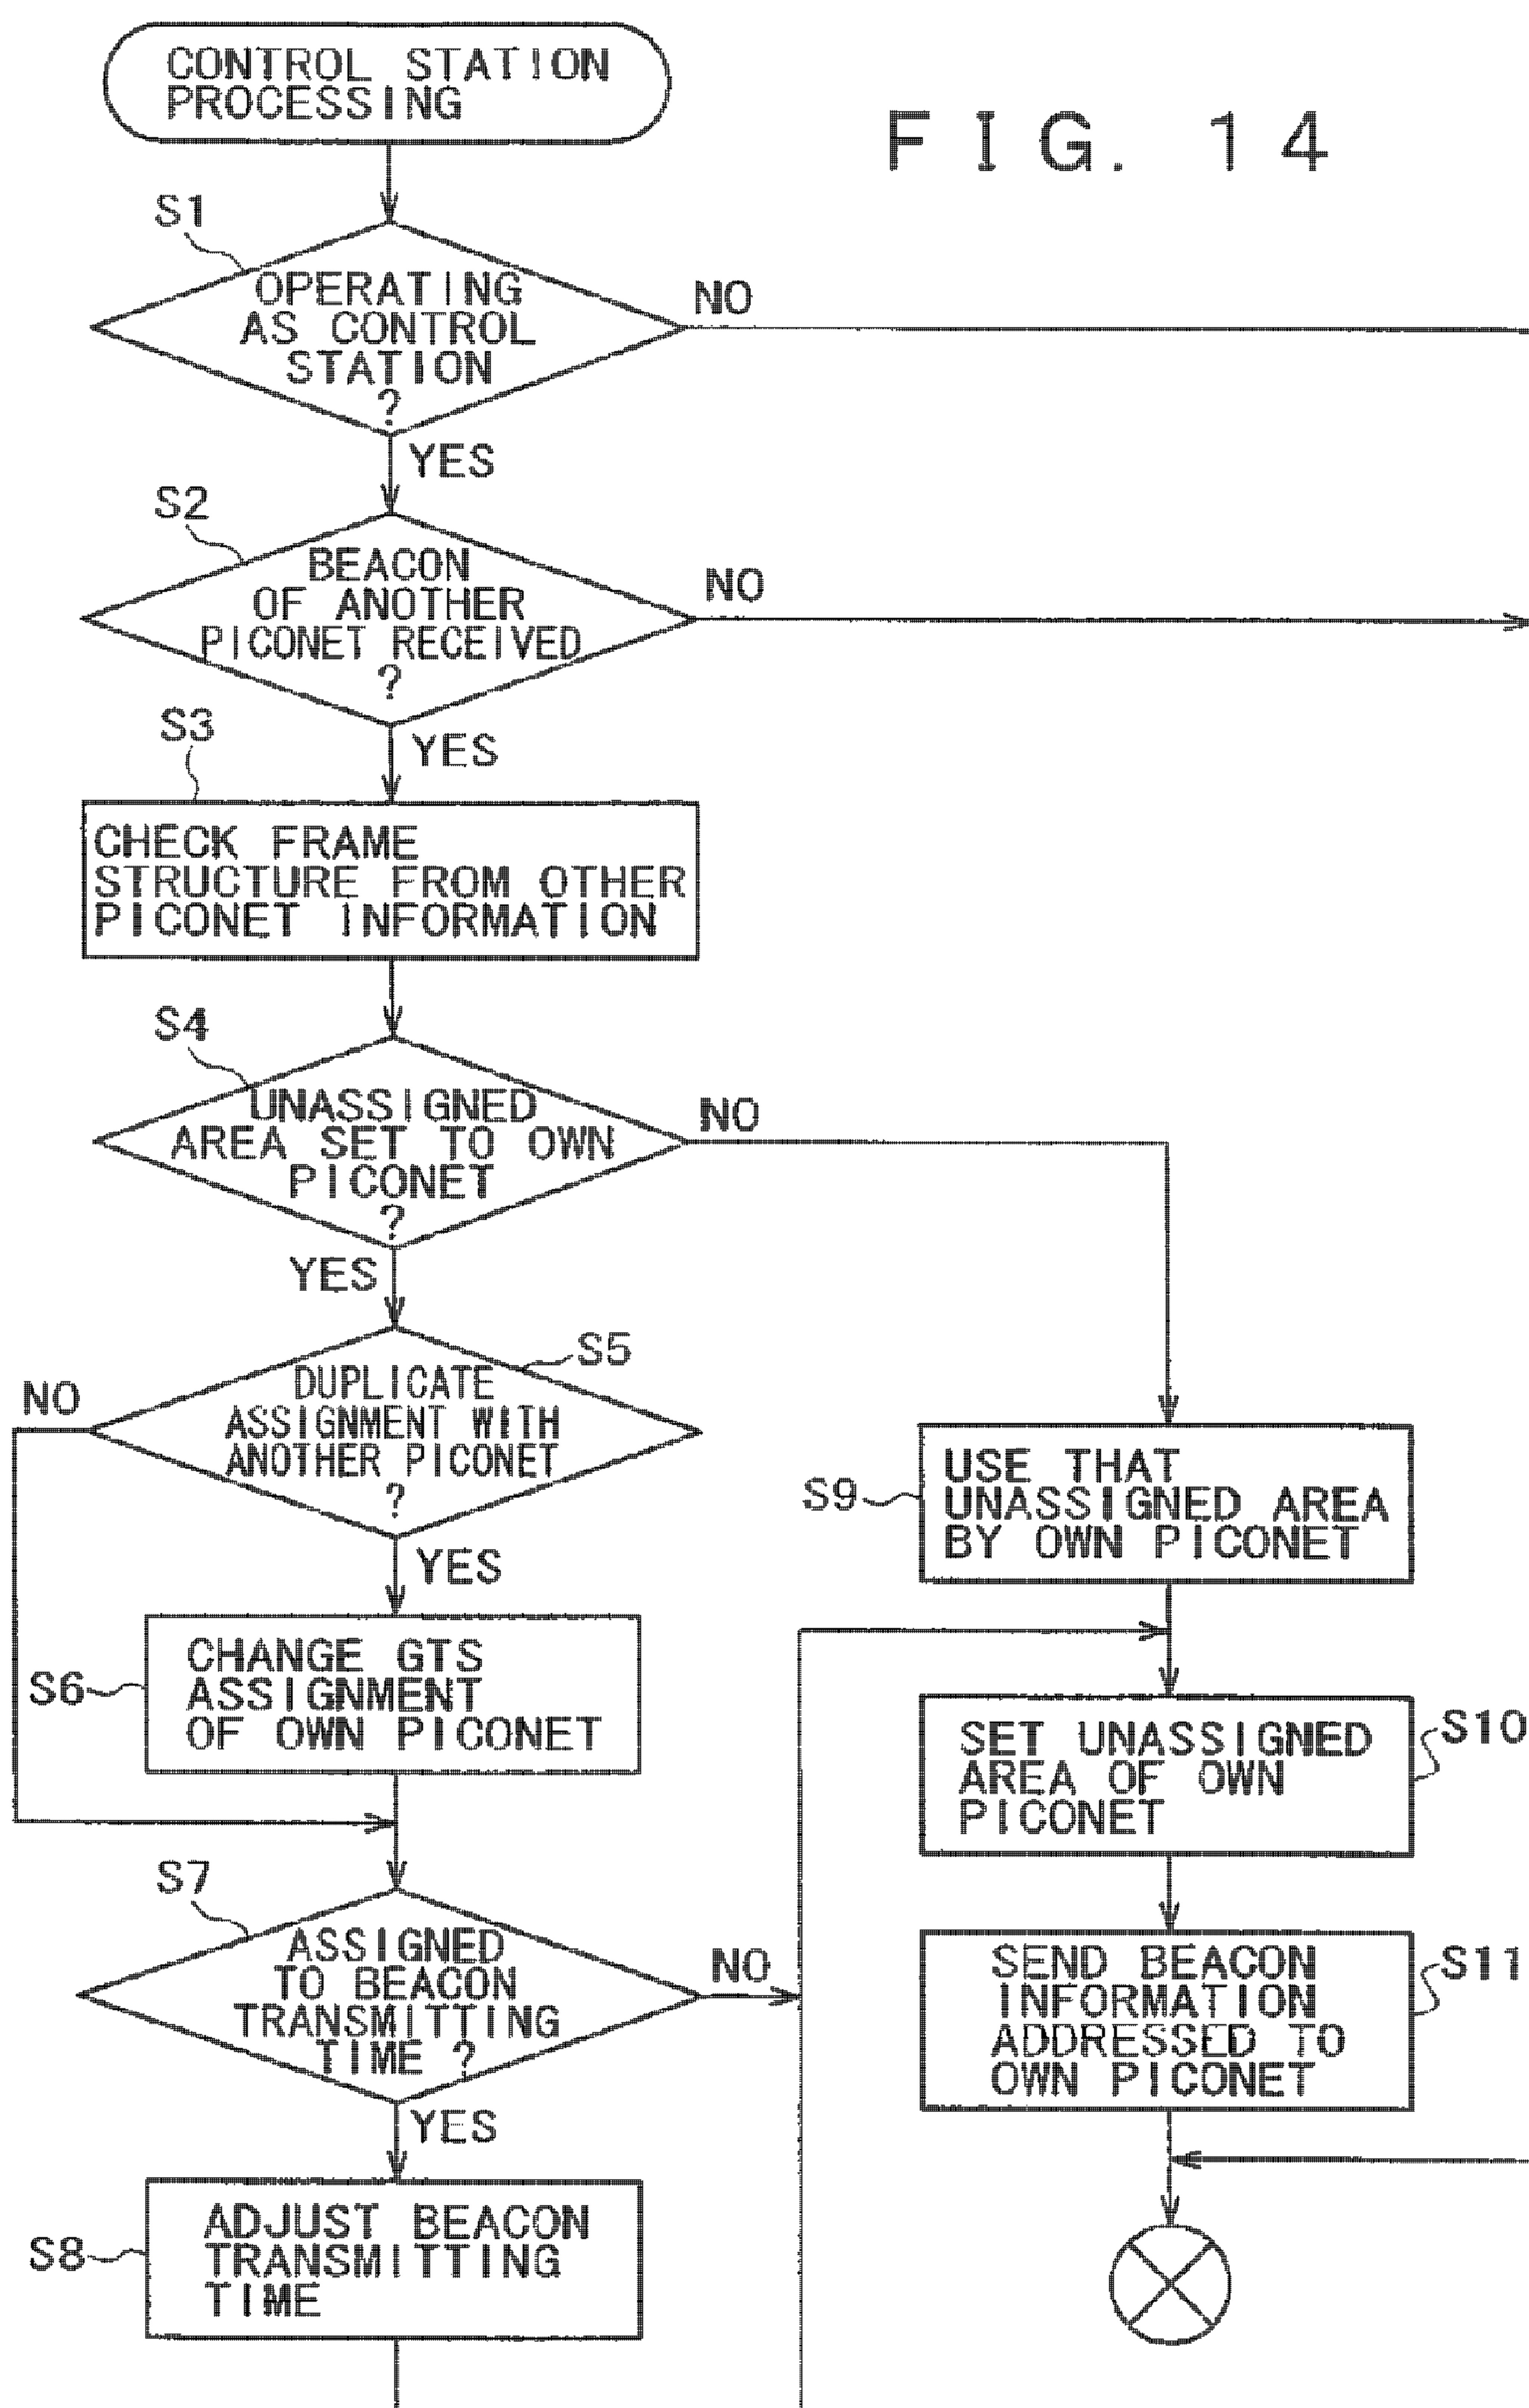 CONTROL STATION
PROCESSING
FIG. 14
S1
OPERATING
AS CONTROL
STATION
?
NO
YES
S2
BEACON
OF ANOTHER
PICONET RECEIVED
?
NO
YES
S3
CHECK FRAME
STRUCTURE FROM OTHER
PICONET INFORMATION
S4
UNASSIGNED
AREA SET TO OWN
PICONET
?
NO
YES
S5
DUPLICATE
ASSIGNMENT WITH
ANOTHER PICONET
?
NO
YES
S6
CHANGE GTS
ASSIGNMENT
OF OWN PICONET
S7
ASSIGNED
TO BEACON
TRANSMITTING
TIME ?
NO
YES
S8
ADJUST BEACON
TRANSMITTING
TIME
S9
USE THAT
UNASSIGNED AREA
BY OWN PICONET
S10
SET UNASSIGNED
AREA OF OWN
PICONET
S11
SEND BEACON
INFORMATION
ADDRESSED TO
OWN PICONET